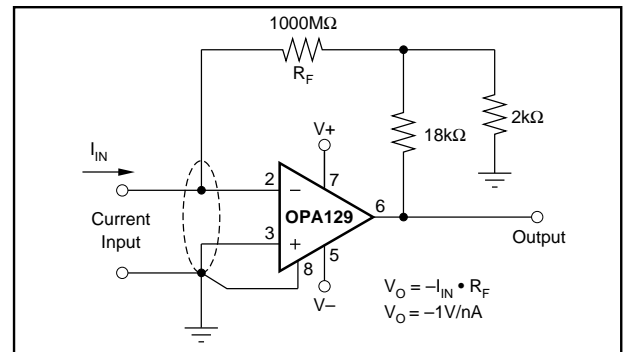 1000MΩ
R_F
2kΩ
18kΩ
V+
I_IN
2
–
7
OPA129
6
Current
Input
3
+
8
5
V–
Output
V_O = –I_IN • R_F
V_O = –1V/nA